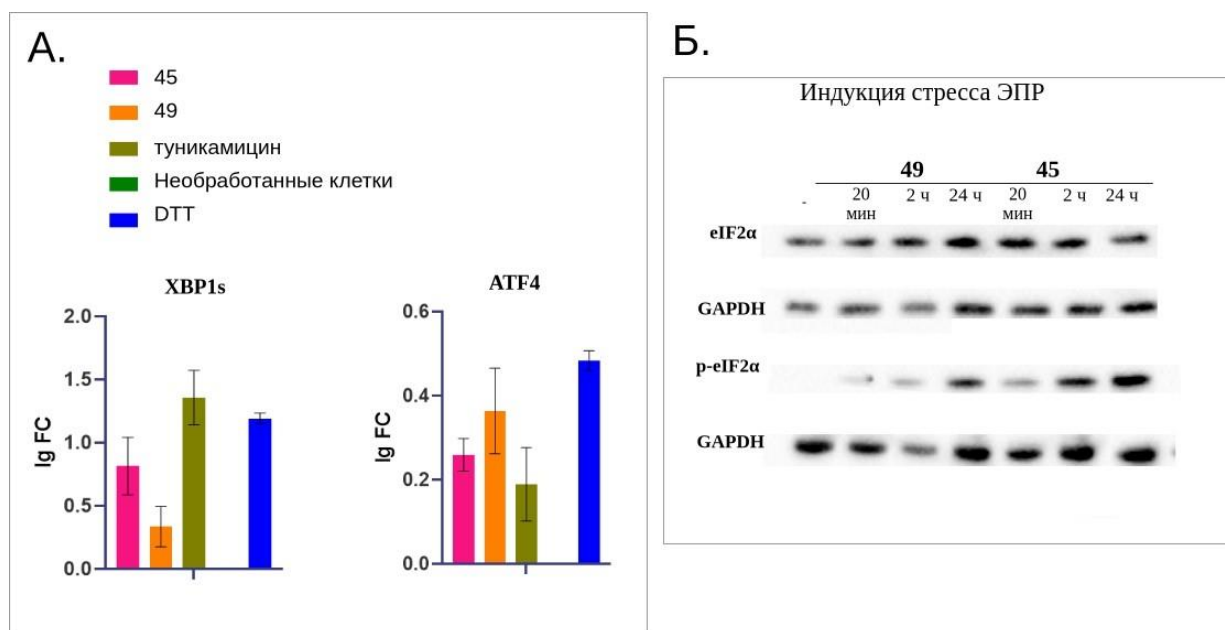 А.
45
49
туникамицин
Необработанные клетки
DTT
XBP1s
lg FC
2.0
1.5
1.0
0.5
0.0
ATF4
lg FC
0.6
0.4
0.2
0.0
Б.
Индукция стресса ЭПР
49 45
- 20 мин 2 ч 24 ч 20 мин 2 ч 24 ч
eIF2α
GAPDH
p-eIF2α
GAPDH